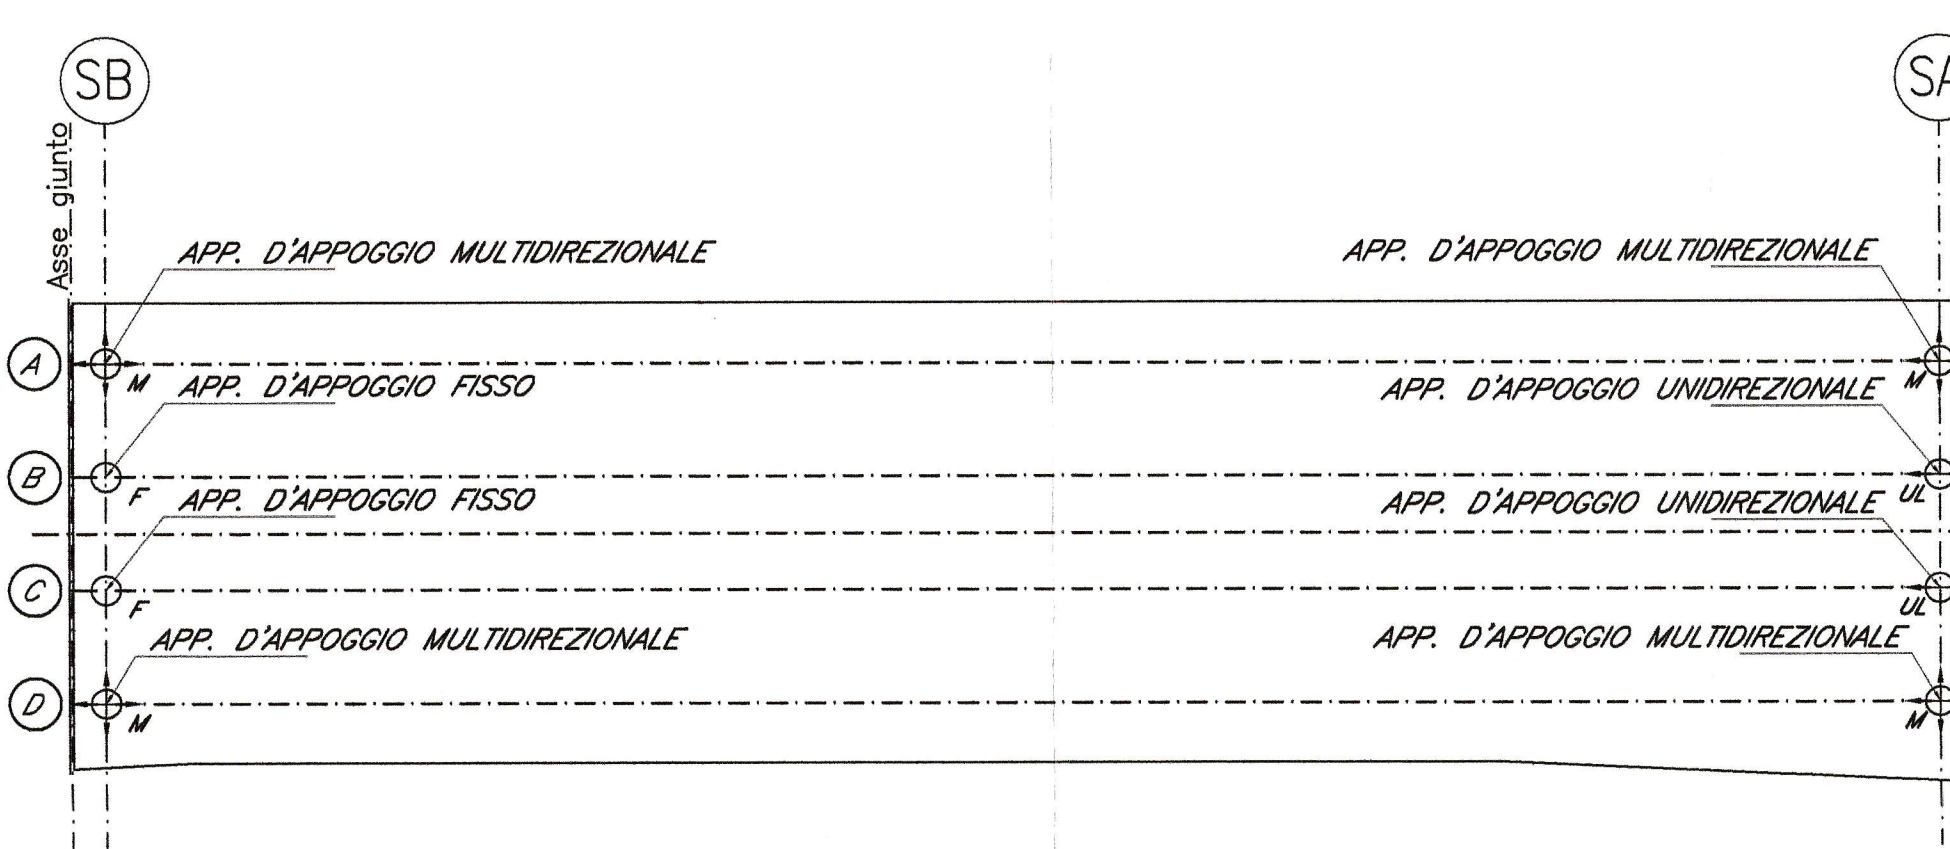 SB
SA
Asse giunto
APP. D'APPOGGIO MULTIDIREZIONALE
APP. D'APPOGGIO MULTIDIREZIONALE
A
M
APP. D'APPOGGIO FISSO
APP. D'APPOGGIO UNIDIREZIONALE
M
B
F
APP. D'APPOGGIO FISSO
APP. D'APPOGGIO UNIDIREZIONALE
UL
C
F
UL
APP. D'APPOGGIO MULTIDIREZIONALE
APP. D'APPOGGIO MULTIDIREZIONALE
D
M
M